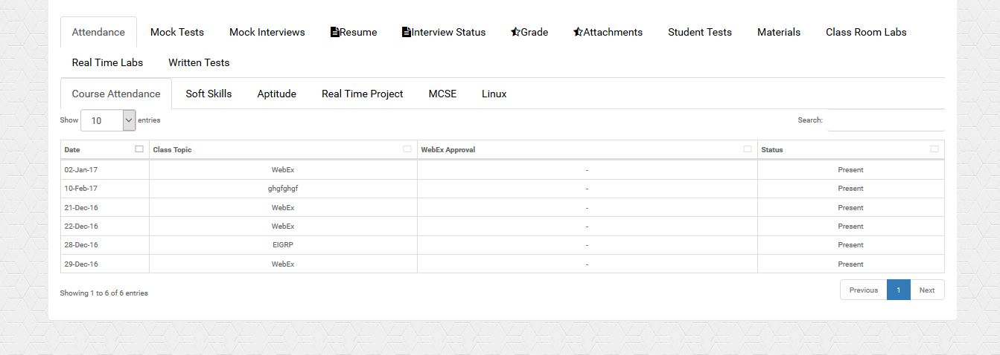 Attendance Mock Tests Mock Interviews Resume Interview Status Grade Attachments Student Tests Materials Class Room Labs
Real Time Labs Written Tests
Course Attendance Soft Skills Aptitude Real Time Project MCSE Linux
Show 10 entries Search:
Date Class Topic WebEx Approval Status
02-Jan-17 WebEx - Present
10-Feb-17 ghgfghgf - Present
21-Dec-16 WebEx - Present
22-Dec-16 WebEx - Present
28-Dec-16 EIGRP - Present
29-Dec-16 WebEx - Present
Showing 1 to 6 of 6 entries Previous 1 Next